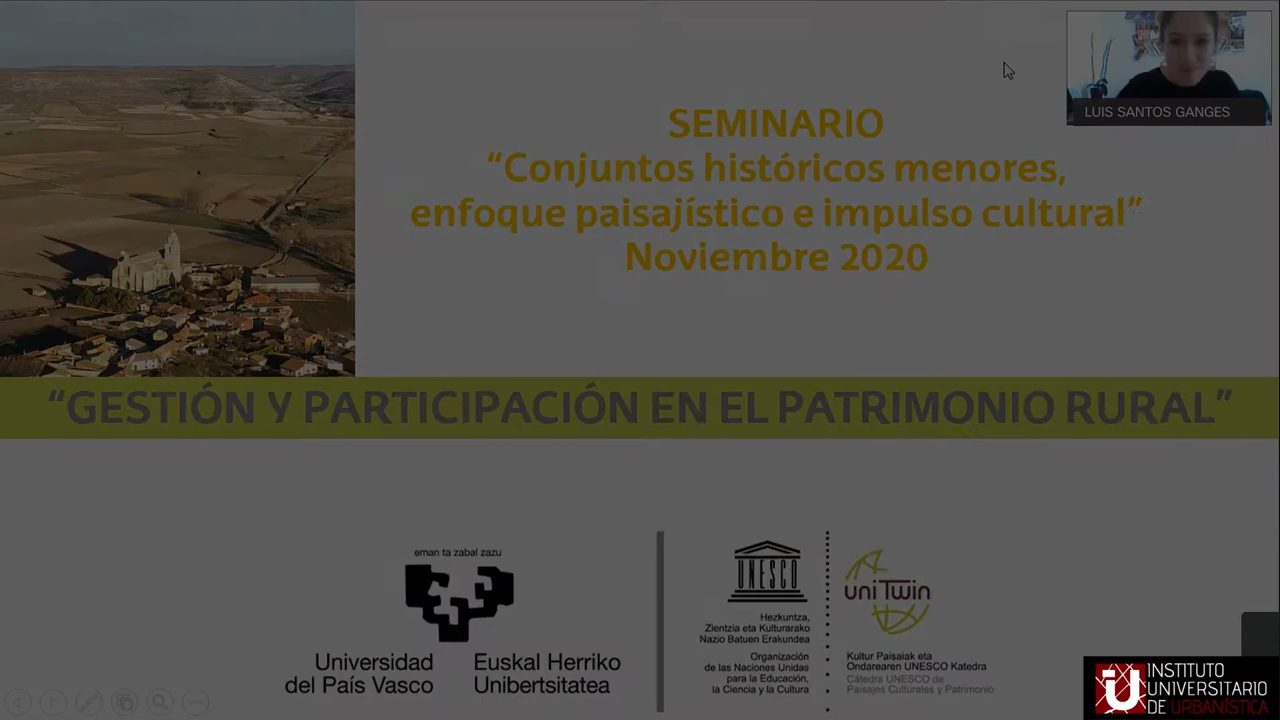 LUIS SANTOS GANGES
SEMINARIO
“Conjuntos históricos menores,
enfoque paisajístico e impulso cultural”
Noviembre 2020
“GESTIÓN Y PARTICIPACIÓN EN EL PATRIMONIO RURAL”
eman ta zabal zazu
Universidad
del País Vasco
Euskal Herriko
Unibertsitatea
UNESCO
Hezkuntza,
Zientzia eta Kulturarako
Nazio Batuen Erakundea
Organización
de las Naciones Unidas
para la Educación,
la Ciencia y la Cultura
uniTwin
Kultur Paisaiak eta
Ondarearen UNESCO Katedra
Cátedra UNESCO de
Paisajes Culturales y Patrimonio
INSTITUTO
UNIVERSITARIO
DE URBANÍSTICA